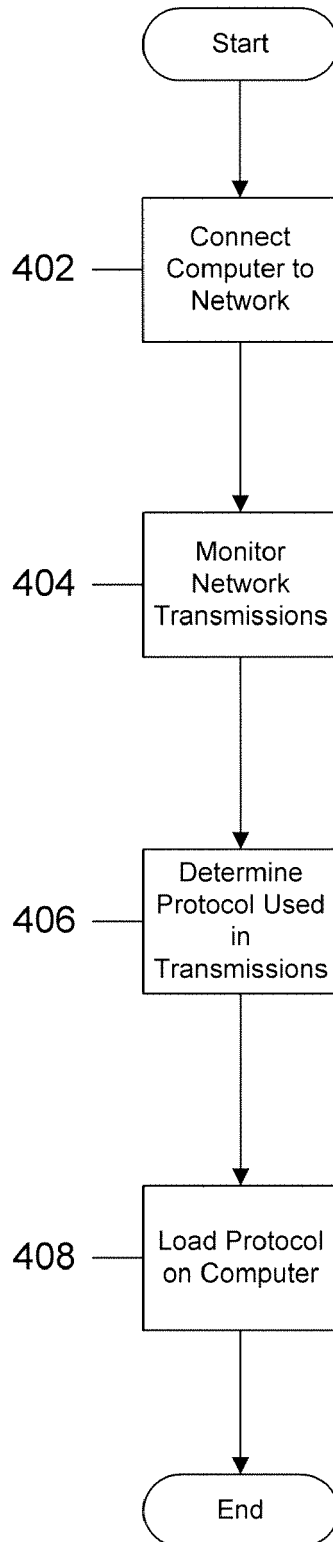 Start
402
Connect
Computer to
Network
404
Monitor
Network
Transmissions
406
Determine
Protocol Used
in
Transmissions
408
Load Protocol
on Computer
End